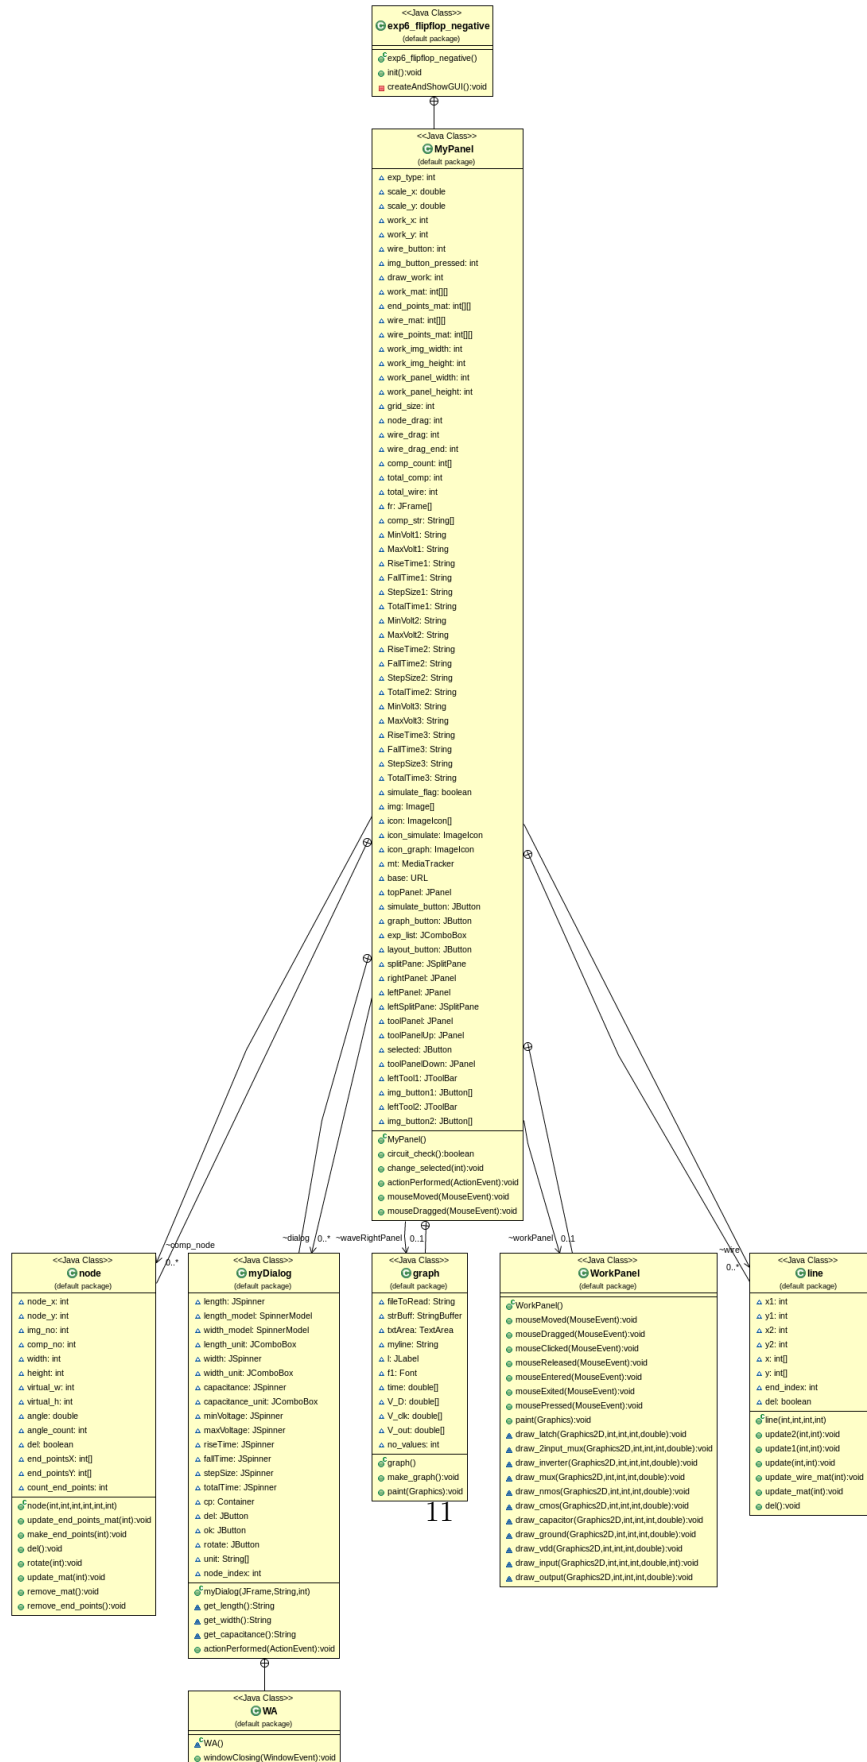 <<Java Class>>
exp6_flipflop_negative
(default package)
exp6_flipflop_negative()
init():void
createAndShowGUI():void
<<Java Class>>
MyPanel
(default package)
exp_type: int
scale_x: double
scale_y: double
work_x: int
work_y: int
wire_button: int
img_button_pressed: int
draw_work: int
work_mat: int[][]
end_points_mat: int[][]
wire_mat: int[][]
wire_points_mat: int[][]
work_img_width: int
work_img_height: int
work_panel_width: int
work_panel_height: int
grid_size: int
node_drag: int
wire_drag: int
wire_drag_end: int
comp_count: int[]
total_comp: int
total_wire: int
fr: JFrame[]
comp_str: String[]
MinVolt1: String
MaxVolt1: String
RiseTime1: String
FallTime1: String
StepSize1: String
TotalTime1: String
MinVolt2: String
MaxVolt2: String
RiseTime2: String
FallTime2: String
StepSize2: String
TotalTime2: String
MinVolt3: String
MaxVolt3: String
RiseTime3: String
FallTime3: String
StepSize3: String
TotalTime3: String
simulate_flag: boolean
img: Image[]
icon: ImageIcon[]
icon_simulate: ImageIcon
icon_graph: ImageIcon
mt: MediaTracker
base: URL
topPanel: JPanel
simulate_button: JButton
graph_button: JButton
exp_list: JComboBox
layout_button: JButton
splitPane: JSplitPane
rightPanel: JPanel
leftPanel: JPanel
leftSplitPane: JSplitPane
toolPanel: JPanel
toolPanelUp: JPanel
selected: JButton
toolPanelDown: JPanel
leftTool1: JToolBar
img_button1: JButton[]
leftTool2: JToolBar
img_button2: JButton[]
MyPanel()
circuit_check():boolean
change_selected(int):void
actionPerformed(ActionEvent):void
mouseMoved(MouseEvent):void
mouseDragged(MouseEvent):void
~comp_node
0..*
~dialog 0..*
~waveRightPanel 0..1
~workPanel 0..1
~wire
0..*
<<Java Class>>
node
(default package)
node_x: int
node_y: int
img_no: int
comp_no: int
width: int
height: int
virtual_w: int
virtual_h: int
angle: double
angle_count: int
del: boolean
end_pointsX: int[]
end_pointsY: int[]
count_end_points: int
node(int,int,int,int,int,int)
update_end_points_mat(int):void
make_end_points(int):void
del():void
rotate(int):void
update_mat(int):void
remove_mat():void
remove_end_points():void
<<Java Class>>
myDialog
(default package)
length: JSpinner
length_model: SpinnerModel
width_model: SpinnerModel
length_unit: JComboBox
width: JSpinner
width_unit: JComboBox
capacitance: JSpinner
capacitance_unit: JComboBox
minVoltage: JSpinner
maxVoltage: JSpinner
riseTime: JSpinner
fallTime: JSpinner
stepSize: JSpinner
totalTime: JSpinner
cp: Container
del: JButton
ok: JButton
rotate: JButton
unit: String[]
node_index: int
myDialog(JFrame,String,int)
get_length():String
get_width():String
get_capacitance():String
actionPerformed(ActionEvent):void
<<Java Class>>
graph
(default package)
fileToRead: String
strBuff: StringBuffer
txtArea: TextArea
myline: String
l: JLabel
f1: Font
time: double[]
V_D: double[]
V_clk: double[]
V_out: double[]
no_values: int
graph()
make_graph():void
paint(Graphics):void
<<Java Class>>
WorkPanel
(default package)
WorkPanel()
mouseMoved(MouseEvent):void
mouseDragged(MouseEvent):void
mouseClicked(MouseEvent):void
mouseReleased(MouseEvent):void
mouseEntered(MouseEvent):void
mouseExited(MouseEvent):void
mousePressed(MouseEvent):void
paint(Graphics):void
draw_latch(Graphics2D,int,int,int,double):void
draw_2input_mux(Graphics2D,int,int,int,double):void
draw_inverter(Graphics2D,int,int,int,double):void
draw_mux(Graphics2D,int,int,int,double):void
draw_nmos(Graphics2D,int,int,int,double):void
draw_cmos(Graphics2D,int,int,int,double):void
draw_capacitor(Graphics2D,int,int,int,double):void
draw_ground(Graphics2D,int,int,int,double):void
draw_vdd(Graphics2D,int,int,int,double):void
draw_input(Graphics2D,int,int,int,double,int):void
draw_output(Graphics2D,int,int,int,double):void
<<Java Class>>
line
(default package)
x1: int
y1: int
x2: int
y2: int
x: int[]
y: int[]
end_index: int
del: boolean
line(int,int,int,int)
update2(int,int):void
update1(int,int):void
update(int,int):void
update_wire_mat(int):void
update_mat(int):void
del():void
11
<<Java Class>>
WA
(default package)
WA()
windowClosing(WindowEvent):void